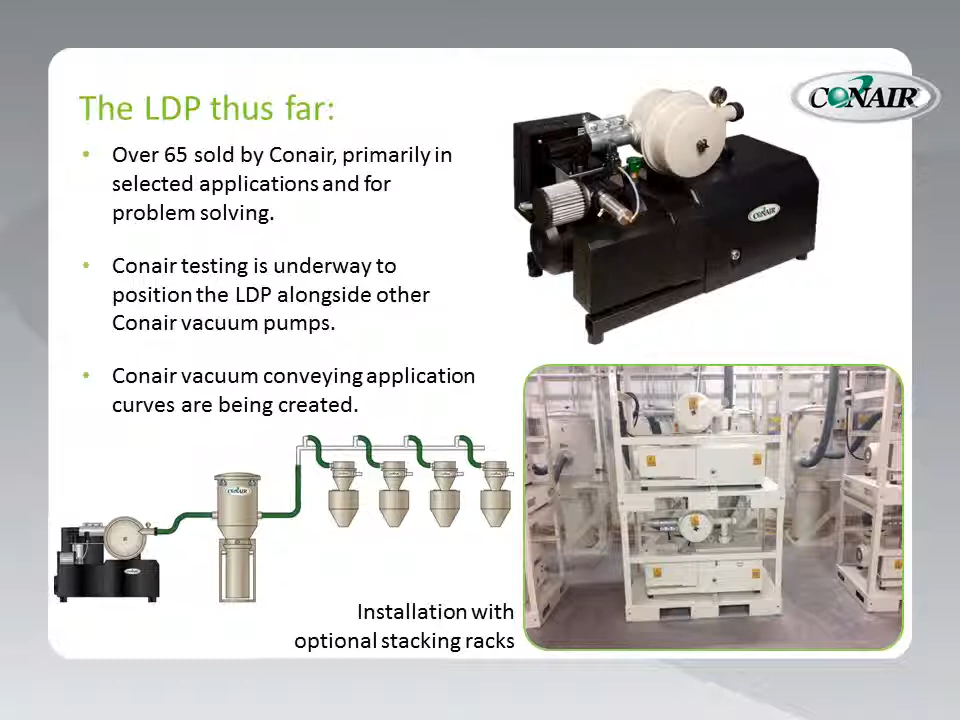 The LDP thus far:
CONAIR
• Over 65 sold by Conair, primarily in
selected applications and for
problem solving.
• Conair testing is underway to
position the LDP alongside other
Conair vacuum pumps.
• Conair vacuum conveying application
curves are being created.
CONAIR
CONAIR
Installation with
optional stacking racks